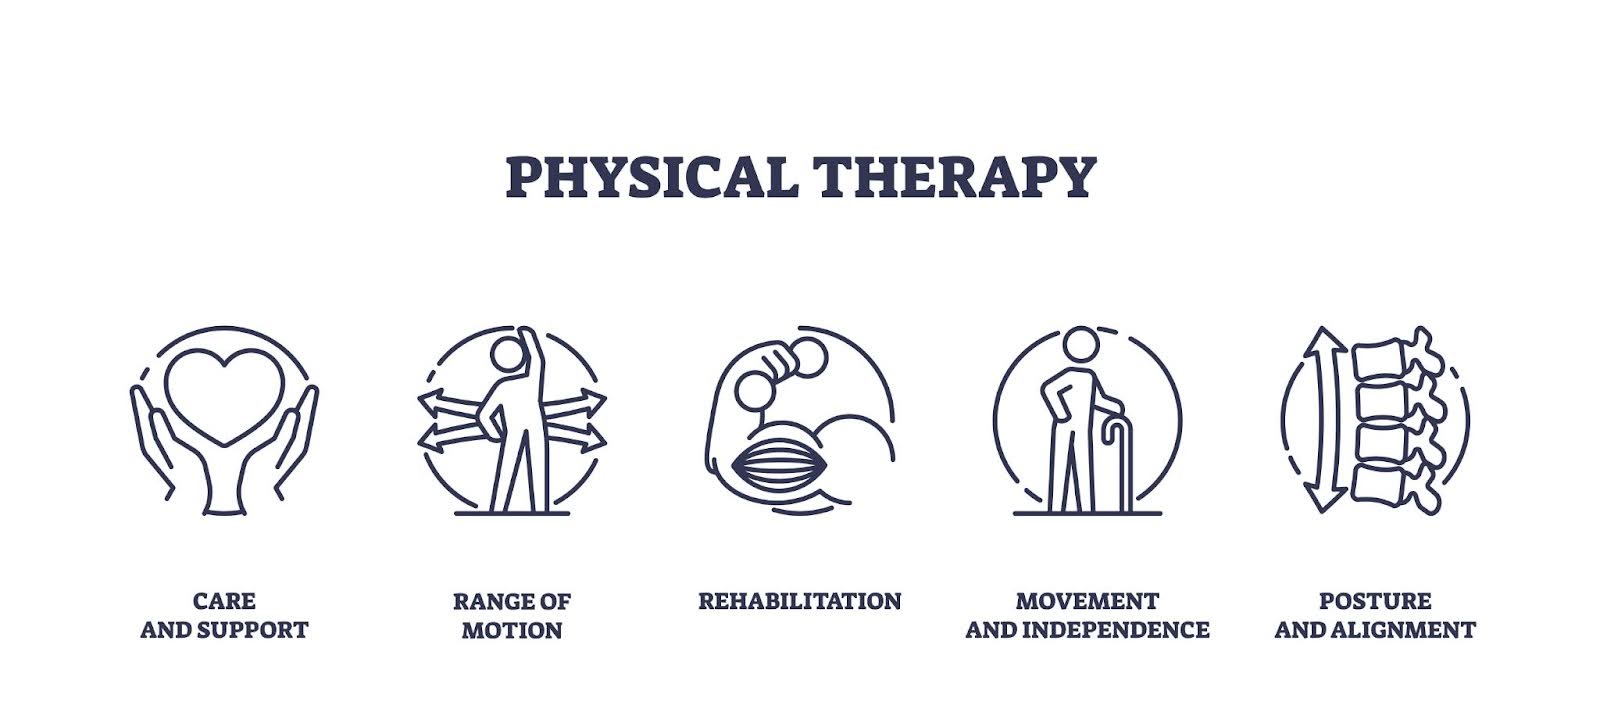 PHYSICAL THERAPY
CARE
AND SUPPORT
RANGE OF
MOTION
REHABILITATION
MOVEMENT
AND INDEPENDENCE
POSTURE
AND ALIGNMENT